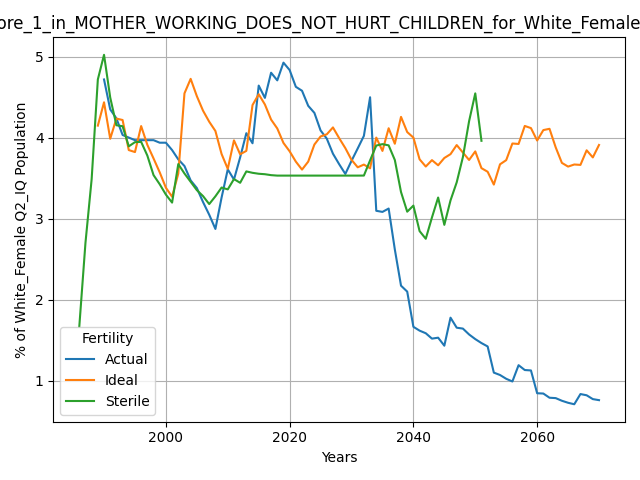 ore_1_in_MOTHER_WORKING_DOES_NOT_HURT_CHILDREN_for_White_Female
% of White_Female Q2_IQ Population
5
4
3
2
1
Fertility
Actual
Ideal
Sterile
2000 2020 2040 2060
Years